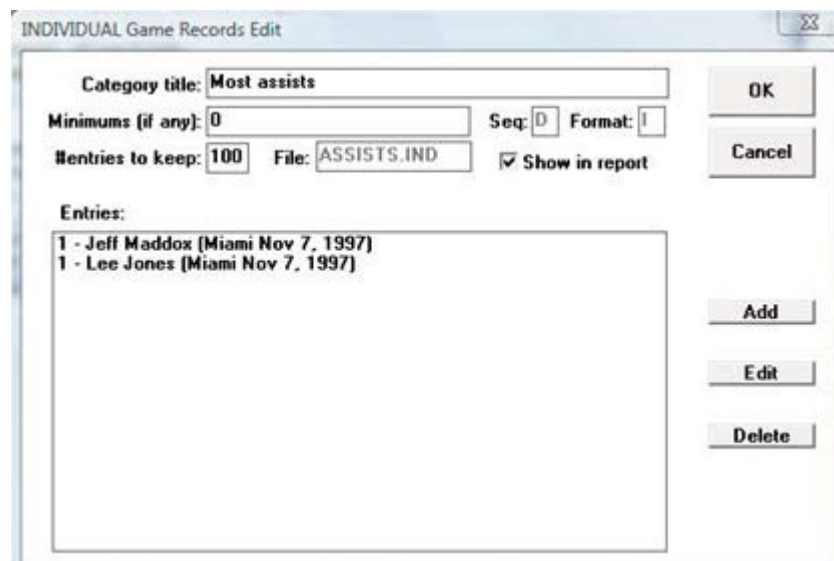 INDIVIDUAL Game Records Edit
Category title: Most assists
OK
Minimums (if any): 0 Seq: D Format: I
Cancel
#entries to keep: 100 File: ASSISTS.IND Show in report
Entries:
1 - Jeff Maddox (Miami Nov 7, 1997)
1 - Lee Jones (Miami Nov 7, 1997)
Add
Edit
Delete